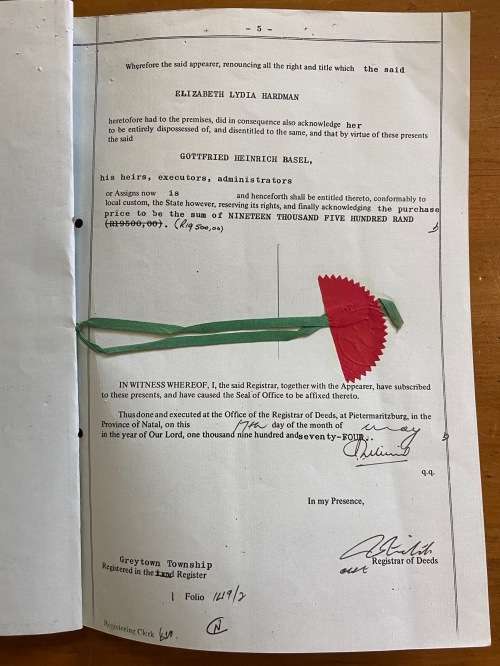 - 5 -
Wherefore the said appearer, renouncing all the right and title which the said
ELIZABETH LYDIA HARDMAN
heretofore had to the premises, did in consequence also acknowledge her
to be entirely dispossessed of, and disentitled to the same, and that by virtue of these presents
the said
GOTTFRIED HEINRICH BASEL,
his heirs, executors, administrators
or Assigns now is and henceforth shall be entitled thereto, conformably to
local custom, the State however, reserving its rights, and finally acknowledging the purchase
price to be the sum of NINETEEN THOUSAND FIVE HUNDRED RAND
(R19500,00). (R19 500,00)
IN WITNESS WHEREOF, I, the said Registrar, together with the Appearer, have subscribed
to these presents, and have caused the Seal of Office to be affixed thereto.
Thus done and executed at the Office of the Registrar of Deeds, at Pietermaritzburg, in the
Province of Natal, on this 17th day of the month of May
in the year of Our Lord, one thousand nine hundred and seventy-FOUR..
q.q.
In my Presence,
Registrar of Deeds
Greytown Township
Registered in the Land Register
1 Folio 149/2
N
Registering Clerk